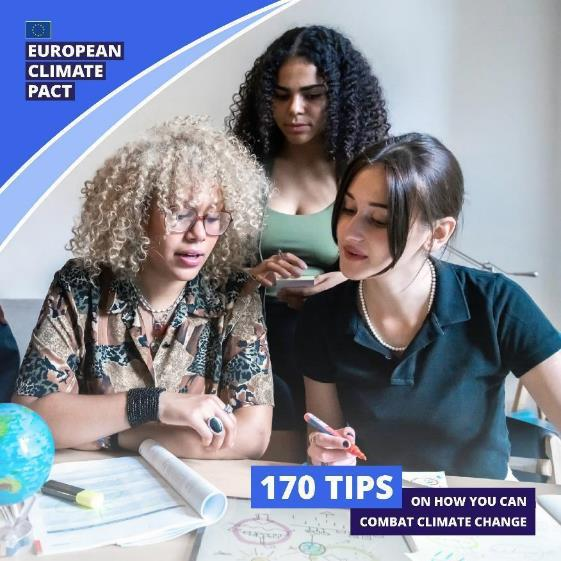 EUROPEAN
CLIMATE
PACT
170 TIPS
ON HOW YOU CAN
COMBAT CLIMATE CHANGE